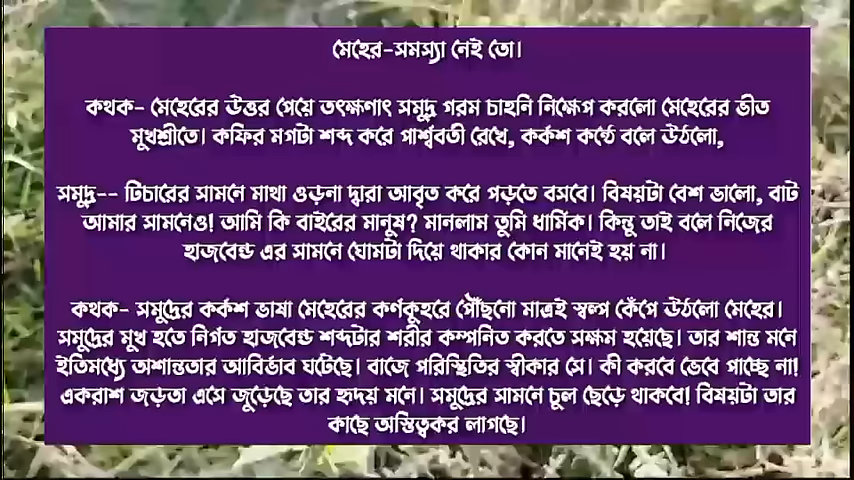 মেহের-সমস্যা নেই তো।
কথক- মেহেরের উত্তর পেয়ে তৎক্ষণাৎ সমুদ্র গরম চাহনি নিক্ষেপ করলো মেহেরের ভীত
মুখশ্রীতে। কফির মগটা শব্দ করে পার্শ্ববর্তী রেখে, কর্কশ কন্ঠে বলে উঠলো,
সমুদ্র-- টিচারের সামনে মাথা ওড়না দ্বারা আবৃত করে পড়তে বসবে। বিষয়টা বেশ ভালো, বাট
আমার সামনেও! আমি কি বাইরের মানুষ? মানলাম তুমি ধার্মিক। কিন্তু তাই বলে নিজের
হাজবেন্ড এর সামনে ঘোমটা দিয়ে থাকার কোন মানেই হয় না।
কথক- সমুদ্রের কর্কশ ভাষা মেহেরের কর্ণকুহরে পৌঁছনো মাত্রই স্বল্প কেঁপে উঠলো মেহের।
সমুদ্রের মুখ হতে নির্গত হাজবেন্ড শব্দটার শরীর কম্পনিত করতে সক্ষম হয়েছে। তার শান্ত মনে
ইতিমধ্যে অশান্ততার আবির্ভাব ঘটেছে। বাজে পরিস্থিতির স্বীকার সে। কী করবে ভেবে পাচ্ছে না!
একরাশ জড়তা এসে জুড়েছে তার হৃদয় মনে। সমুদ্রের সামনে চুল ছেড়ে থাকবে! বিষয়টা তার
কাছে অস্তিত্বকর লাগছে।